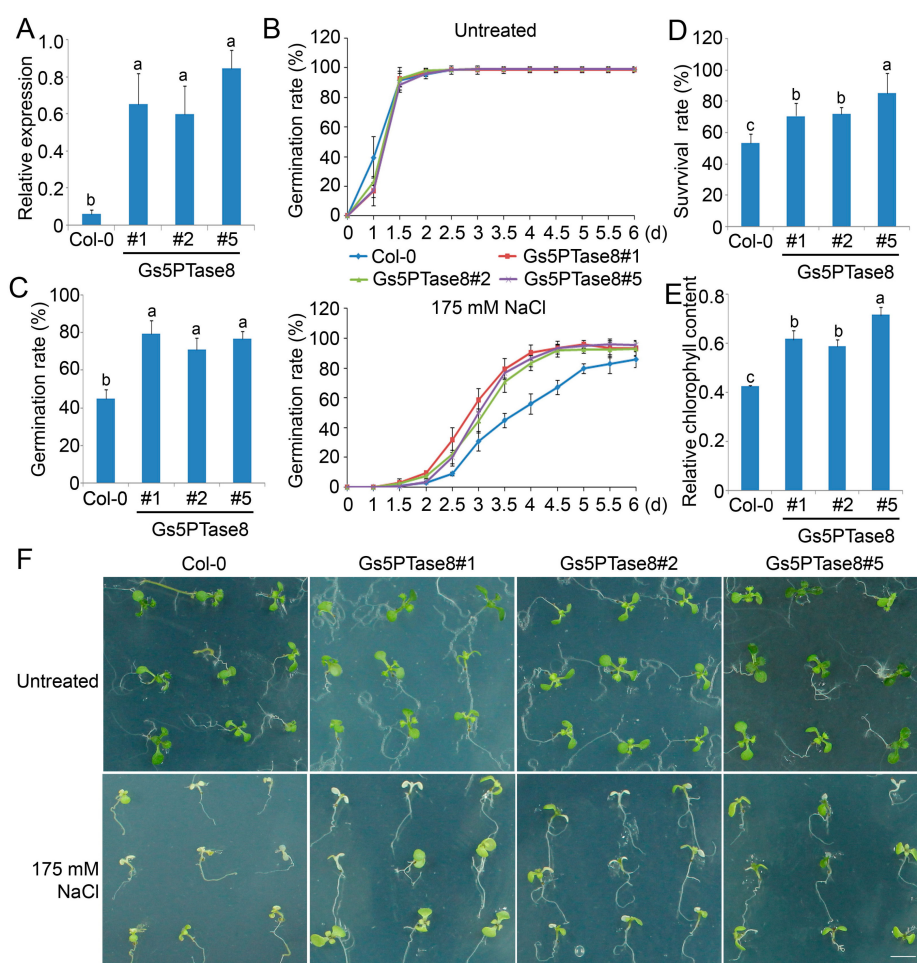 A
Relative expression
1.0
0.8
0.6
0.4
0.2
0
b
a
a
a
Col-0 #1 #2 #5
Gs5PTase8
B
Untreated
Germination rate (%)
120
100
80
60
40
20
0
0 1 1.5 2 2.5 3 3.5 4 4.5 5 5.5 6 (d)
Col-0
Gs5PTase8#1
Gs5PTase8#2
Gs5PTase8#5
175 mM NaCl
Germination rate (%)
120
100
80
60
40
20
0
0 1 1.5 2 2.5 3 3.5 4 4.5 5 5.5 6 (d)
C
Germination rate (%)
100
80
60
40
20
0
b
a
a
a
Col-0 #1 #2 #5
Gs5PTase8
D
Suvrvival rate (%)
120
100
80
60
40
20
0
c
b
b
a
Col-0 #1 #2 #5
Gs5PTase8
E
Relative chlorophyll content
0.8
0.6
0.4
0.2
0
c
b
b
a
Col-0 #1 #2 #5
Gs5PTase8
F
Col-0 Gs5PTase8#1 Gs5PTase8#2 Gs5PTase8#5
Untreated
175 mM
NaCl